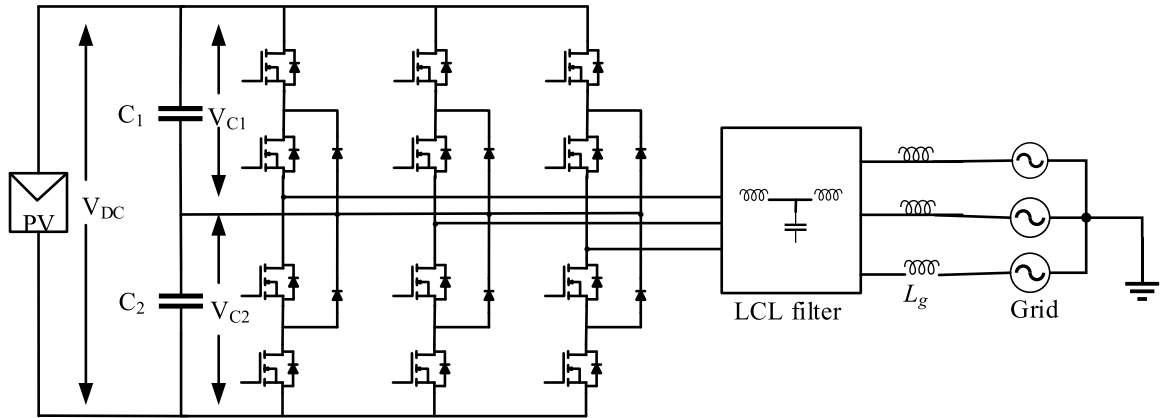 C1
VC1
PV
VDC
C2
VC2
LCL filter
Lg
Grid